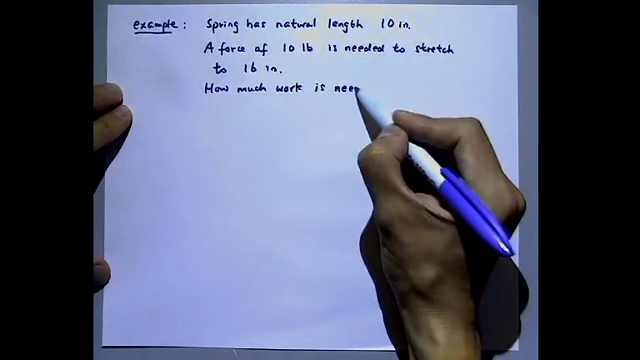 example: Spring has natural length 10 in.
A force of 10 lb is needed to stretch
to 16 in.
How much work is nee